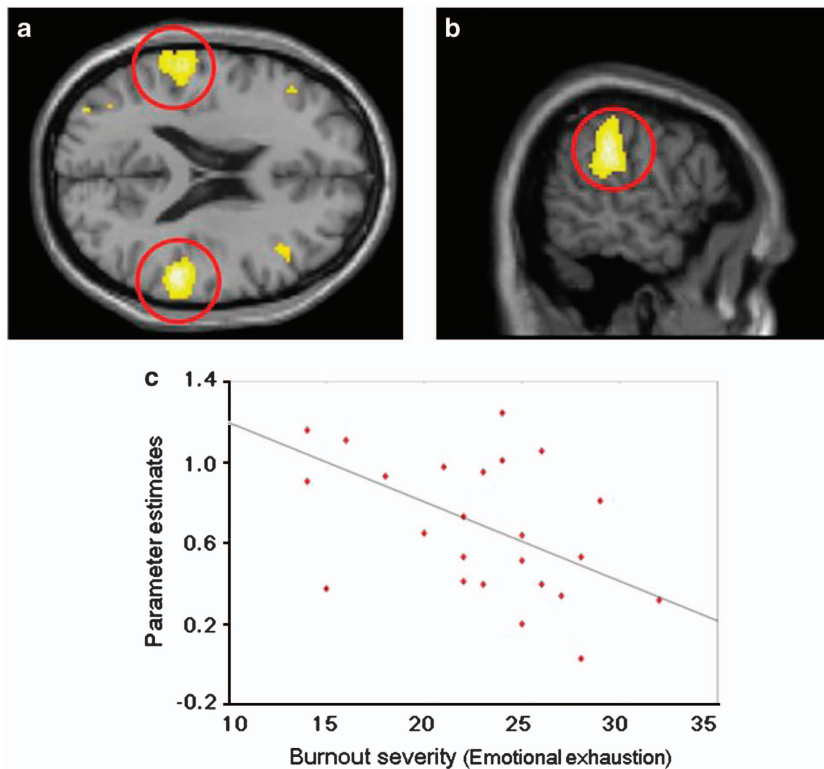 a
b
c
1.4
1.0
0.6
0.2
-0.2
Parameter estimates
10 15 20 25 30 35
Burnout severity (Emotional exhaustion)